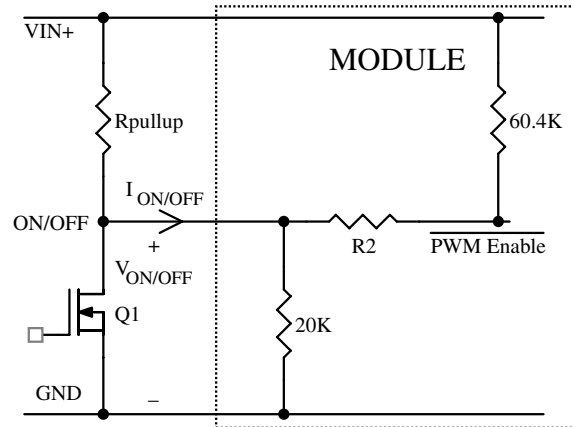 VIN+
MODULE
Rpullup
60.4K
I ON/OFF
ON/OFF
+
R2
PWM Enable
V ON/OFF
Q1
20K
GND
–